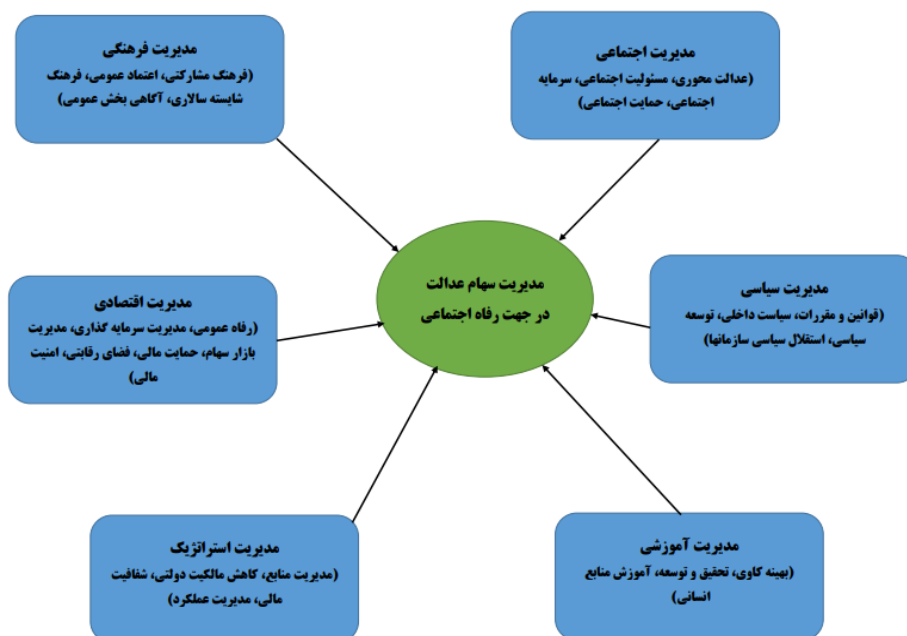 مدیریت اجتماعی
(عدالت محوری، مسئولیت اجتماعی، سرمایه
اجتماعی، حمایت اجتماعی)
مدیریت فرهنگی
(فرهنگ مشارکتی، اعتماد عمومی، فرهنگ
شایسته سالاری، آگاهی بخش عمومی)
مدیریت سهام عدالت
در جهت رفاه اجتماعی
مدیریت سیاسی
(قوانین و مقررات، سیاست داخلی، توسعه
سیاسی، استقلال سیاسی سازمانها)
مدیریت اقتصادی
(رفاه عمومی، مدیریت سرمایه گذاری، مدیریت
بازار سهام، حمایت مالی، فضای رقابتی، امنیت
مالی)
مدیریت آموزشی
(بهینه کاوی، تحقیق و توسعه، آموزش منابع
انسانی)
مدیریت استراتژیک
(مدیریت منابع، کاهش مالکیت دولتی، شفافیت
مالی، مدیریت عملکرد)